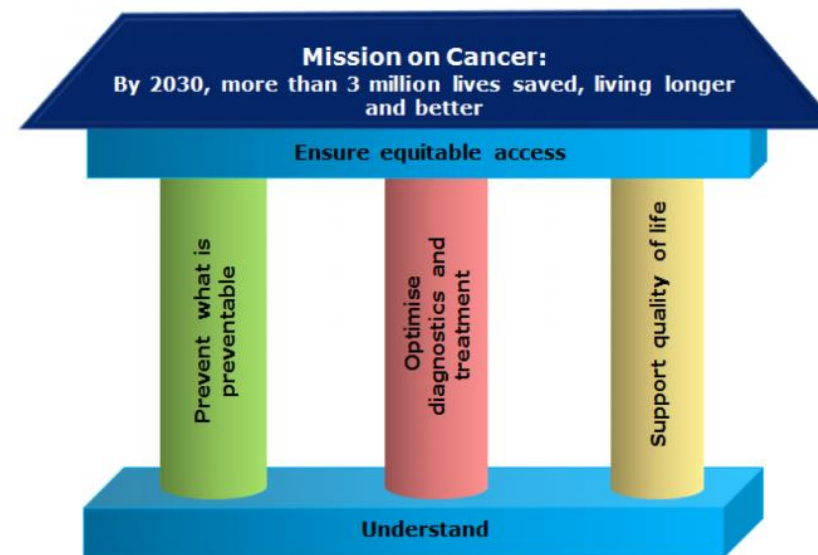 Mission on Cancer:
By 2030, more than 3 million lives saved, living longer
and better
Ensure equitable access
Prevent what is
preventable
Optimise
diagnostics and
treatment
Support quality of life
Understand